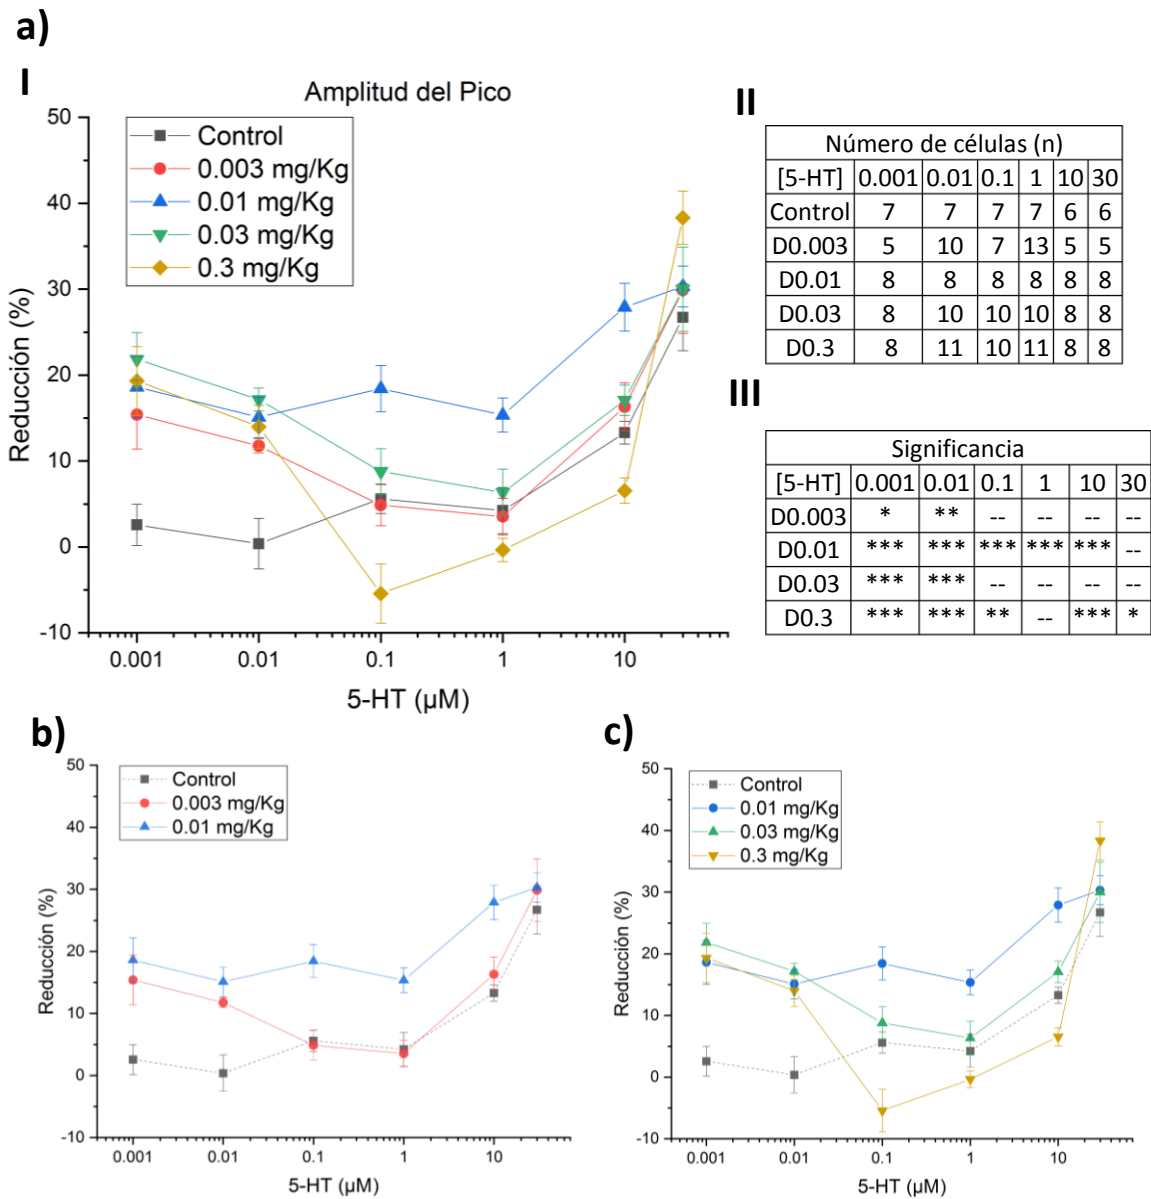 a)
I
Amplitud del Pico
50
40
30
20
10
0
-10
Reducción (%)
Control
0.003 mg/Kg
0.01 mg/Kg
0.03 mg/Kg
0.3 mg/Kg
0.001 0.01 0.1 1 10
5-HT (µM)
II
Número de células (n)
[5-HT] 0.001 0.01 0.1 1 10 30
Control 7 7 7 7 6 6
D0.003 5 10 7 13 5 5
D0.01 8 8 8 8 8 8
D0.03 8 10 10 10 8 8
D0.3 8 11 10 11 8 8
III
Significancia
[5-HT] 0.001 0.01 0.1 1 10 30
D0.003 * ** -- -- -- --
D0.01 *** *** *** *** *** --
D0.03 *** *** -- -- -- --
D0.3 *** *** ** -- *** *
b)
50
40
30
20
10
0
-10
Reducción (%)
Control
0.003 mg/Kg
0.01 mg/Kg
0.001 0.01 0.1 1 10
5-HT (µM)
c)
50
40
30
20
10
0
-10
Reducción (%)
Control
0.01 mg/Kg
0.03 mg/Kg
0.3 mg/Kg
0.001 0.01 0.1 1 10
5-HT (µM)